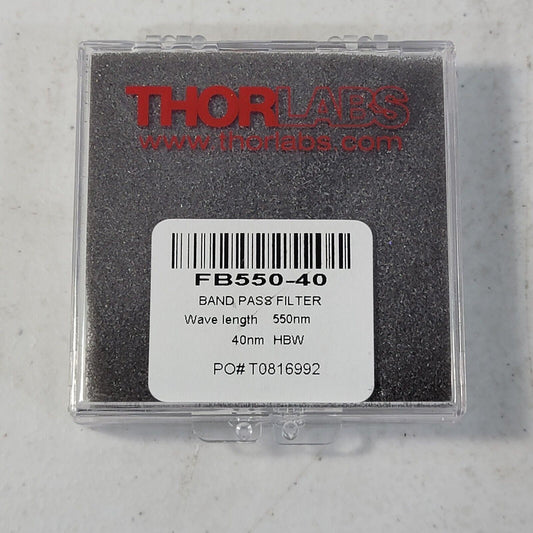 THORLABS
www.thorlabs.com
FB550-40
BAND PASS FILTER
Wave length 550nm
40nm HBW
PO# T0816992